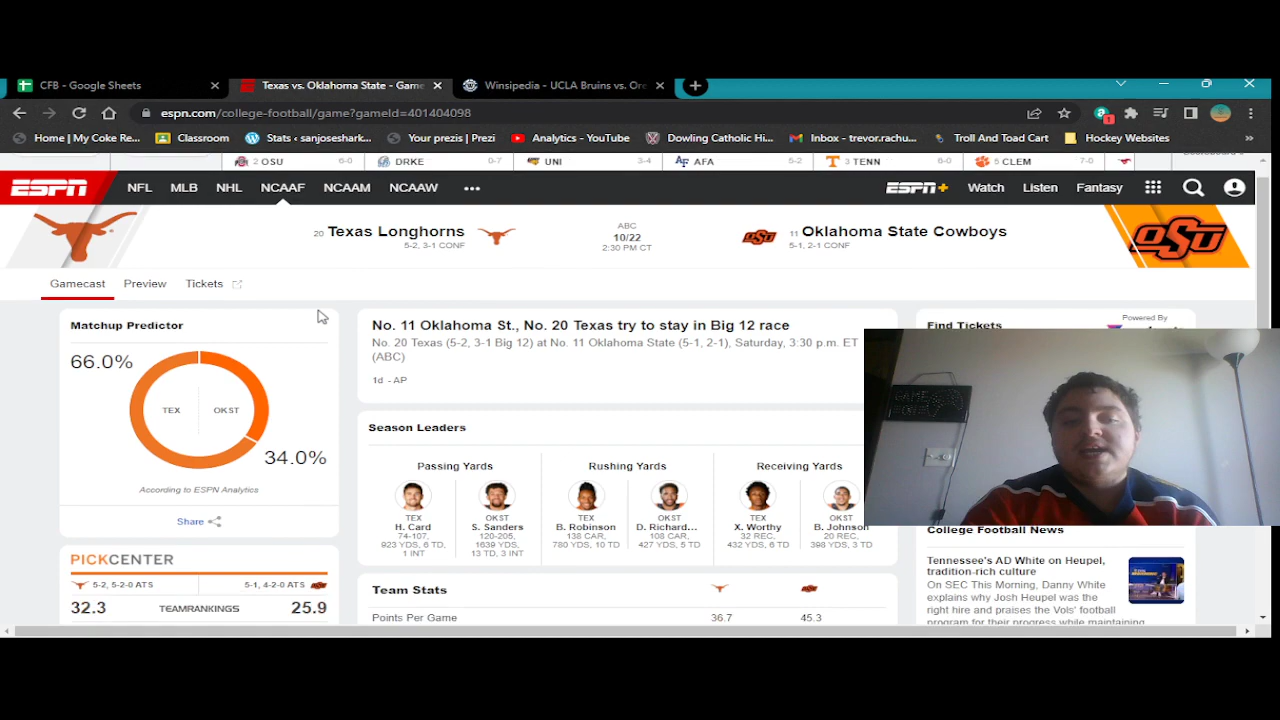 CFB - Google Sheets
Texas vs. Oklahoma State - Game
Winsipedia - UCLA Bruins vs. Ore
espn.com/college-football/game?gameId=401404098
1
Home | My Coke Re...
Classroom
Stats ‹ sanjoseshark...
Your prezis | Prezi
Analytics - YouTube
Dowling Catholic Hi...
Inbox - trevor.rachu...
Troll And Toad Cart
Hockey Websites
»
2 OSU 6-0
DRKE 0-7
UNI 3-4
AFA 5-2
3 TENN 6-0
5 CLEM 7-0
ESPN
NFL
MLB
NHL
NCAAF
NCAAM
NCAAW
•••
ESPN+
Watch
Listen
Fantasy
20 Texas Longhorns
5-2, 3-1 CONF
ABC
10/22
2:30 PM CT
OSU
11 Oklahoma State Cowboys
5-1, 2-1 CONF
OSU
Gamecast
Preview
Tickets
Matchup Predictor
66.0%
TEX
OKST
34.0%
According to ESPN Analytics
Share
PICKCENTER
5-2, 5-2-0 ATS
5-1, 4-2-0 ATS
32.3
TEAMRANKINGS
25.9
No. 11 Oklahoma St., No. 20 Texas try to stay in Big 12 race
No. 20 Texas (5-2, 3-1 Big 12) at No. 11 Oklahoma State (5-1, 2-1), Saturday, 3:30 p.m. ET
(ABC)
1d - AP
Season Leaders
Passing Yards
Rushing Yards
Receiving Yards
TEX
H. Card
74-107,
923 YDS, 6 TD,
1 INT
OKST
S. Sanders
120-205,
1639 YDS,
13 TD, 3 INT
TEX
B. Robinson
138 CAR,
780 YDS, 10 TD
OKST
D. Richard...
108 CAR,
427 YDS, 5 TD
TEX
X. Worthy
32 REC,
432 YDS, 6 TD
OKST
B. Johnson
20 REC,
398 YDS, 3 TD
Team Stats
Points Per Game
36.7
45.3
Find Tickets
Powered By
College Football News
Tennessee's AD White on Heupel,
tradition-rich culture
On SEC This Morning, Danny White
explains why Josh Heupel was the
right hire and praises the Vols' football
program for their progress while maintaining